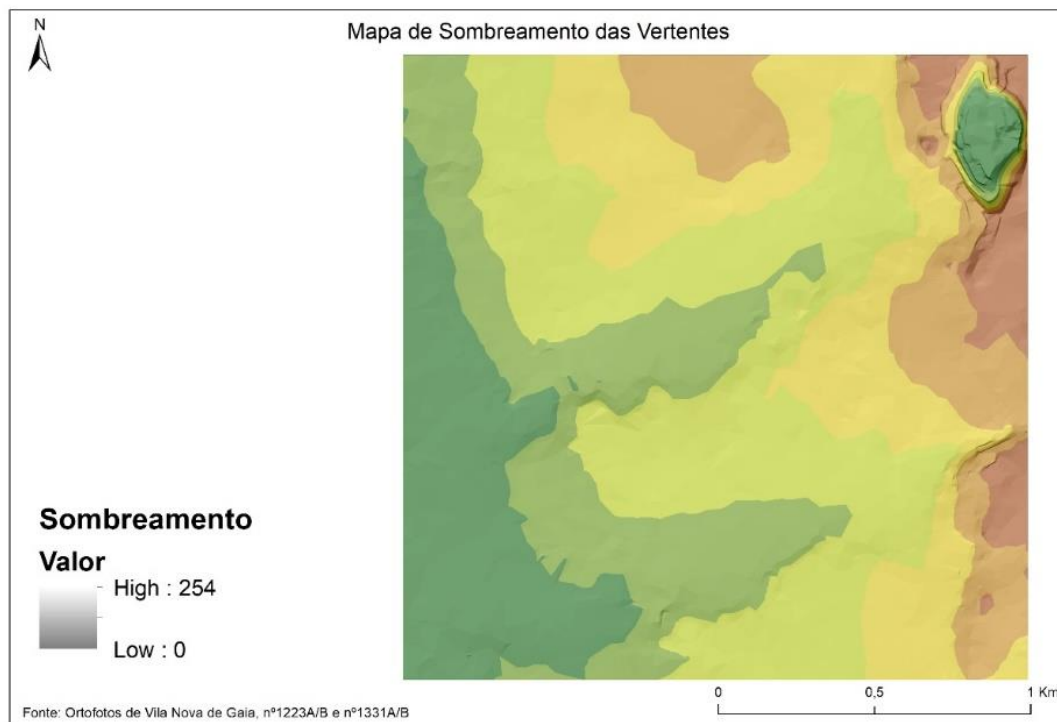 N
Mapa de Sombreamento das Vertentes
Sombreamento
Valor
High : 254
Low : 0
Fonte: Ortofotos de Vila Nova de Gaia, nº1223A/B e nº1331A/B
0 0,5 1 Km